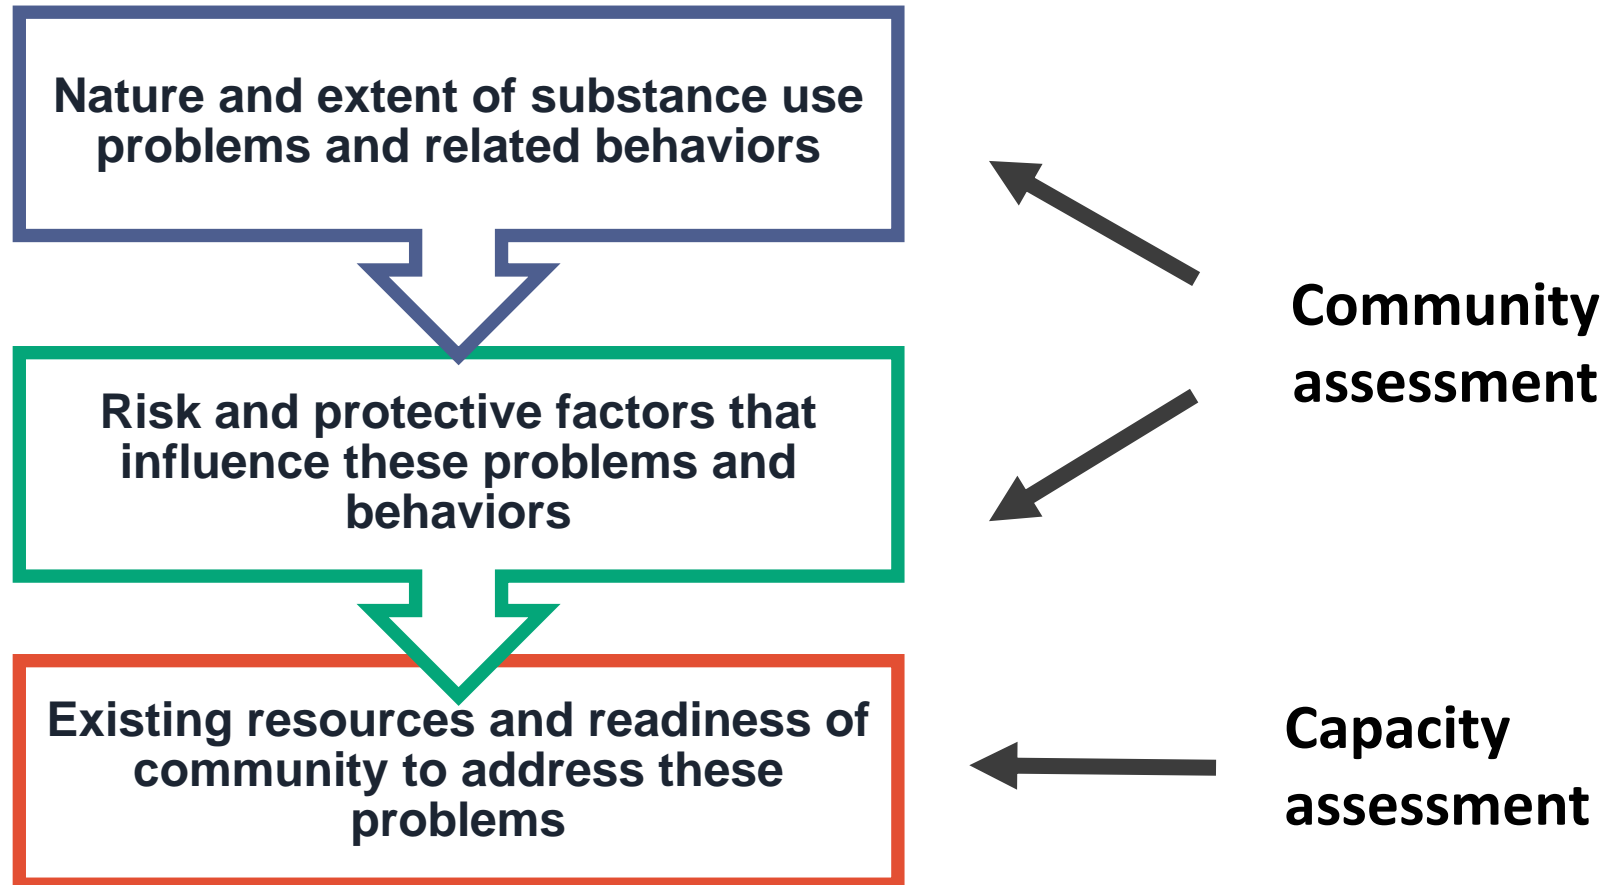 Nature and extent of substance use
problems and related behaviors
Risk and protective factors that
influence these problems and
behaviors
Existing resources and readiness of
community to address these
problems
Community
assessment
Capacity
assessment